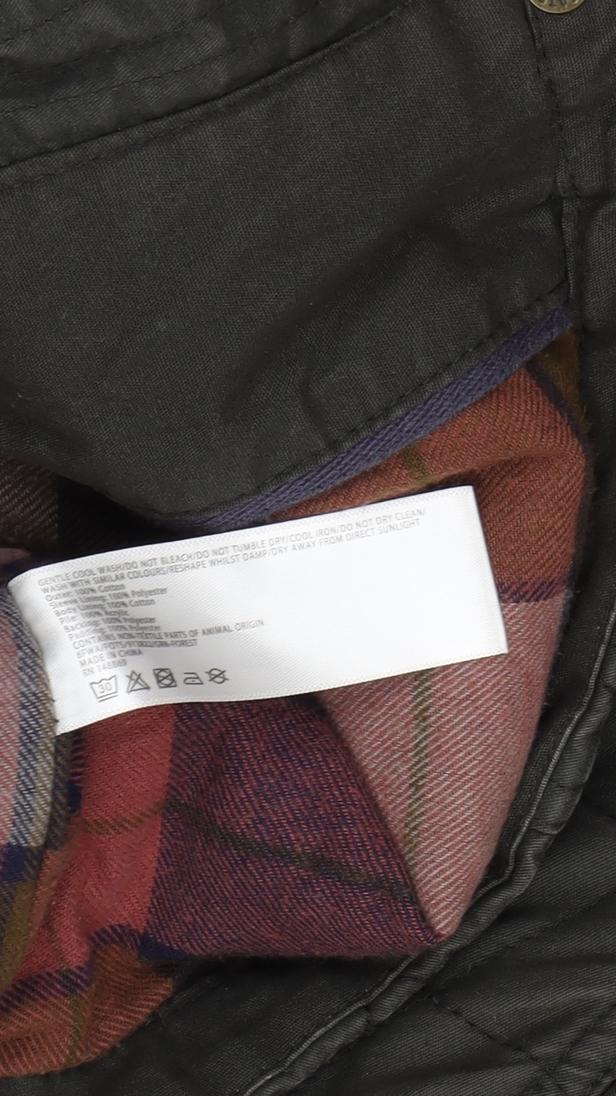 GENTLE COOL WASH/DO NOT BLEACH/DO NOT TUMBLE DRY/COOL IRON/DO NOT DRY CLEAN/
WASH WITH SIMILAR COLOURS/RESHAPE WHILST DAMP/DRY AWAY FROM DIRECT SUNLIGHT
Outer: 100% Cotton
Sleeve Lining: 100% Polyester
Body Lining: 100% Cotton
Pile: 100% Acrylic
Backing: 100% Polyester
Padding: 100% Polyester
CONTAINS NON-TEXTILE PARTS OF ANIMAL ORIGIN
MADE IN CHINA
30